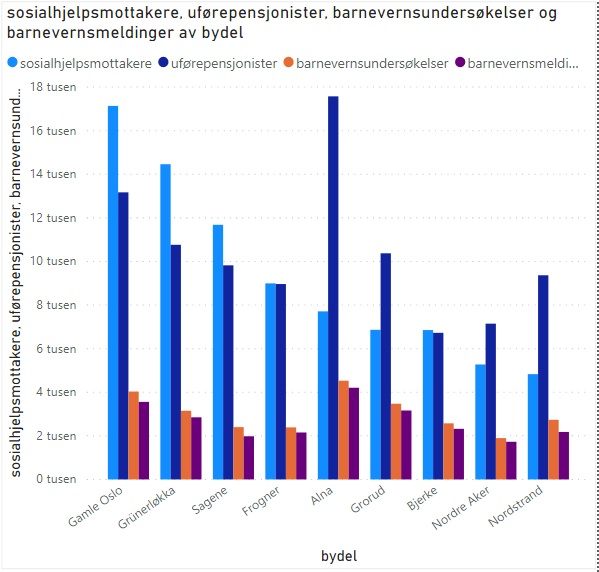 sosialhjelpsmottakere, uførepensjonister, barnevernsundersøkelser og
barnevernsmeldinger av bydel
sosialhjelpsmottakere uførepensjonister barnevernsundersøkelser barnevernsmeldi...
sosialhjelpsmottakere, uførepensjonister, barnevernsund...
18 tusen
16 tusen
14 tusen
12 tusen
10 tusen
8 tusen
6 tusen
4 tusen
2 tusen
0 tusen
Gamle Oslo
Grünerløkka
Sagene
Frogner
Alna
Grorud
Bjerke
Nordre Aker
Nordstrand
bydel